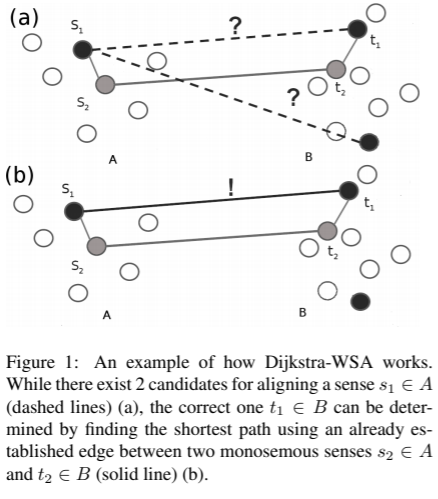 (a)
S1
?
t1
S2
t2
?
A
B
(b)
S1
!
t1
S2
t2
A
B
Figure 1: An example of how Dijkstra-WSA works.
While there exist 2 candidates for aligning a sense s1 ∈ A
(dashed lines) (a), the correct one t1 ∈ B can be deter-
mined by finding the shortest path using an already es-
tablished edge between two monosemous senses s2 ∈ A
and t2 ∈ B (solid line) (b).